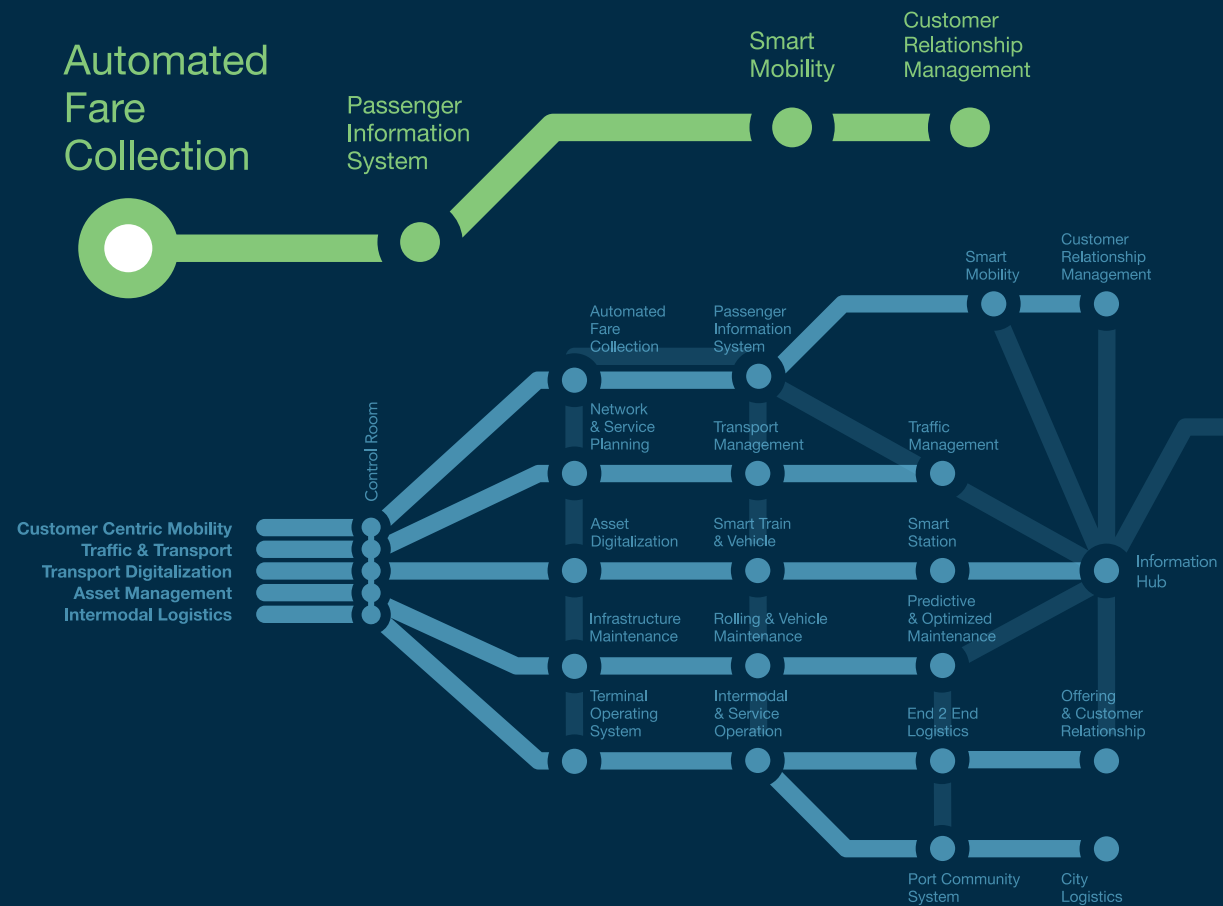 Automated
Fare
Collection
Passenger
Information
System
Smart
Mobility
Customer
Relationship
Management
Smart
Mobility
Customer
Relationship
Management
Automated
Fare
Collection
Passenger
Information
System
Control Room
Network
& Service
Planning
Transport
Management
Traffic
Management
Customer Centric Mobility
Traffic & Transport
Transport Digitalization
Asset Management
Intermodal Logistics
Asset
Digitalization
Smart Train
& Vehicle
Smart
Station
Information
Hub
Infrastructure
Maintenance
Rolling & Vehicle
Maintenance
Predictive
& Optimized
Maintenance
Terminal
Operating
System
Intermodal
& Service
Operation
End 2 End
Logistics
Offering
& Customer
Relationship
Port Community
System
City
Logistics